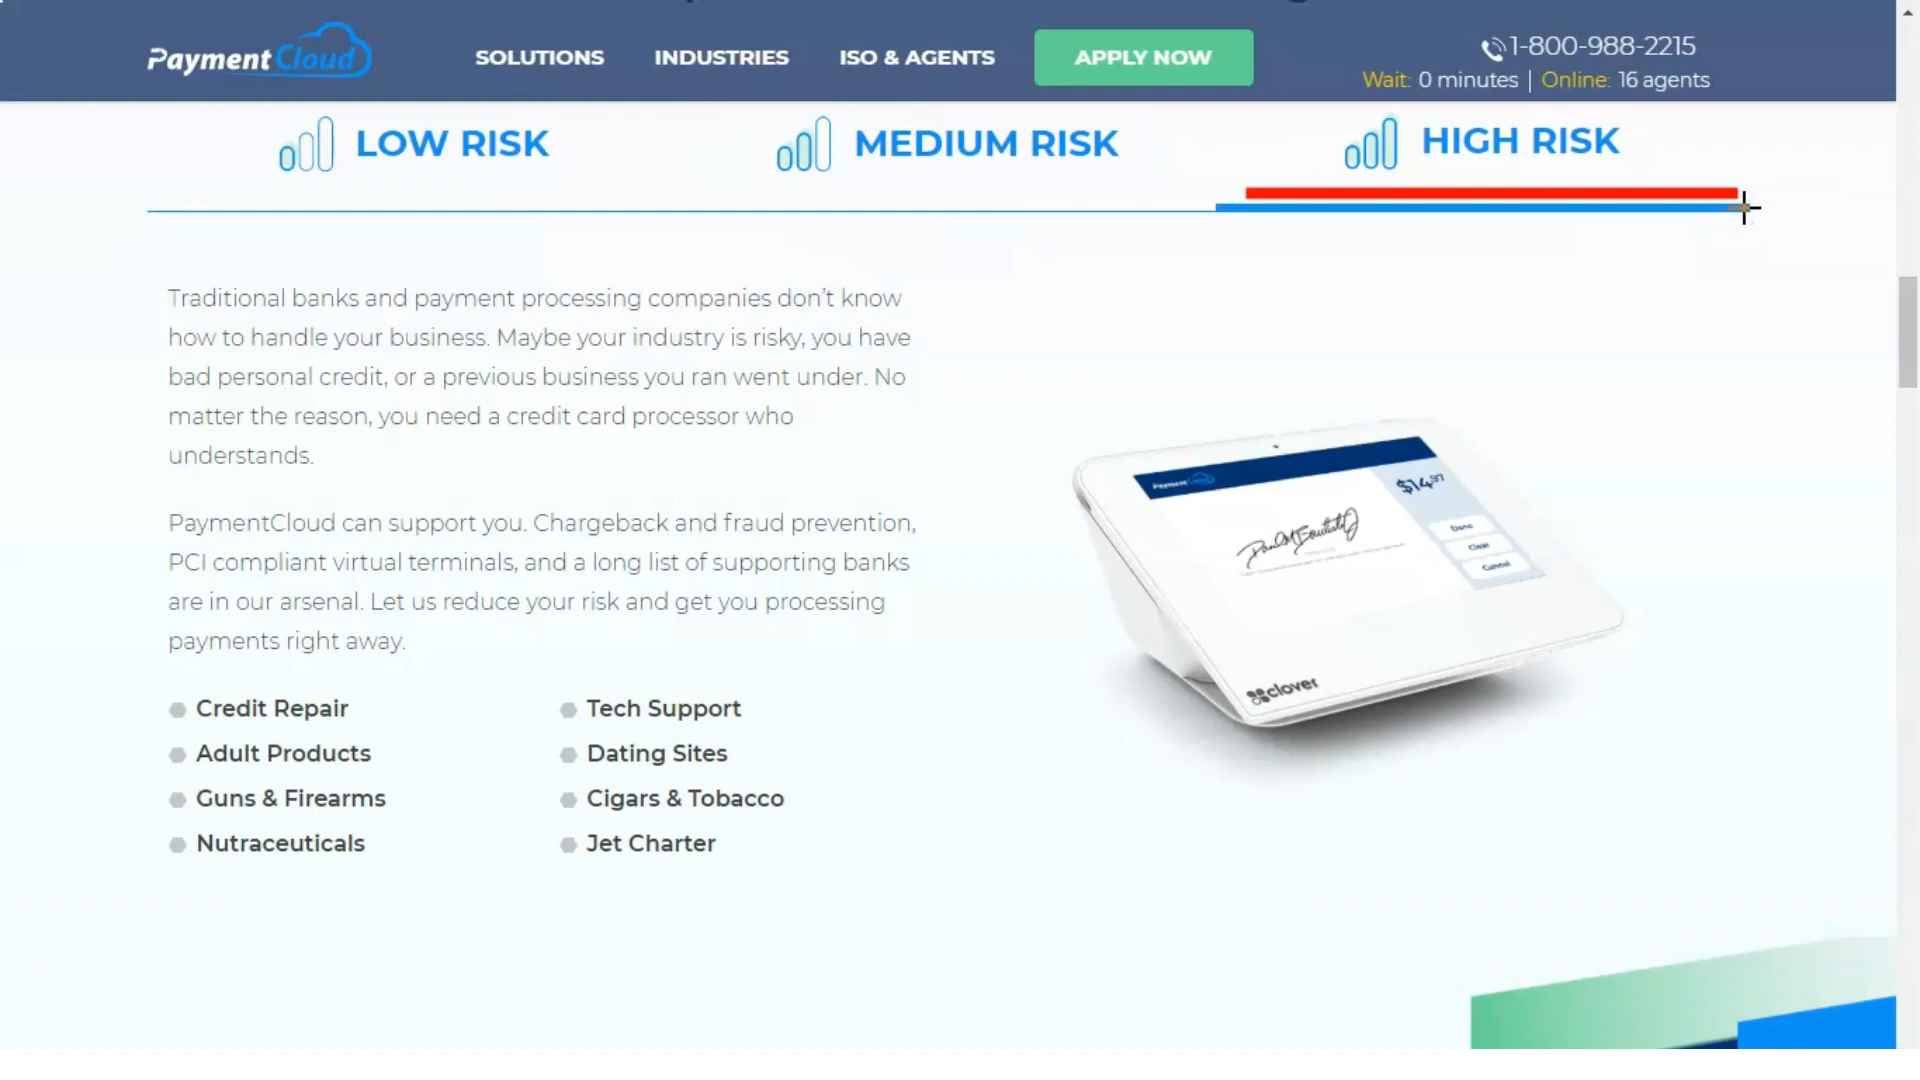 PaymentCloud
SOLUTIONS
INDUSTRIES
ISO & AGENTS
APPLY NOW
1-800-988-2215
Wait: 0 minutes | Online: 16 agents
LOW RISK
MEDIUM RISK
HIGH RISK
Traditional banks and payment processing companies don't know
how to handle your business. Maybe your industry is risky, you have
bad personal credit, or a previous business you ran went under. No
matter the reason, you need a credit card processor who
understands.
PaymentCloud can support you. Chargeback and fraud prevention,
PCI compliant virtual terminals, and a long list of supporting banks
are in our arsenal. Let us reduce your risk and get you processing
payments right away.
Credit Repair
Tech Support
Adult Products
Dating Sites
Guns & Firearms
Cigars & Tobacco
Nutraceuticals
Jet Charter
PaymentCloud
$14.97
Done
Clear
Cancel
clover